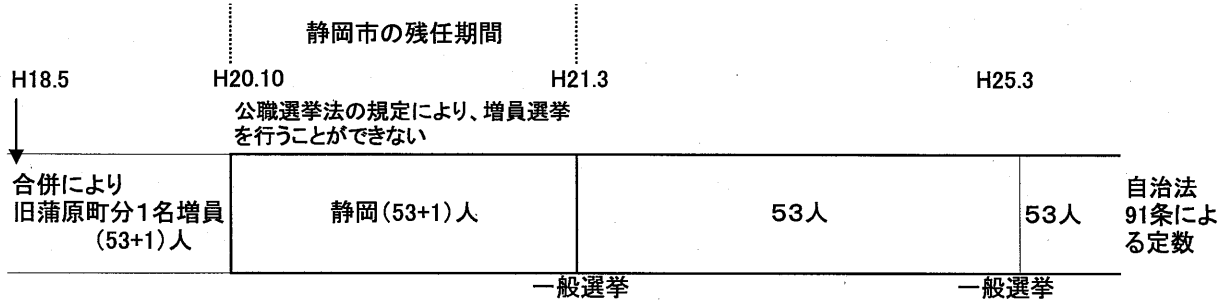 静岡市の残任期間
H18.5 H20.10 H21.3 H25.3
公職選挙法の規定により、増員選挙
を行うことができない
合併により
旧蒲原町分１名増員
(53+1)人
静岡(53+1)人
５３人
５３人
自治法
91条によ
る定数
一般選挙 一般選挙